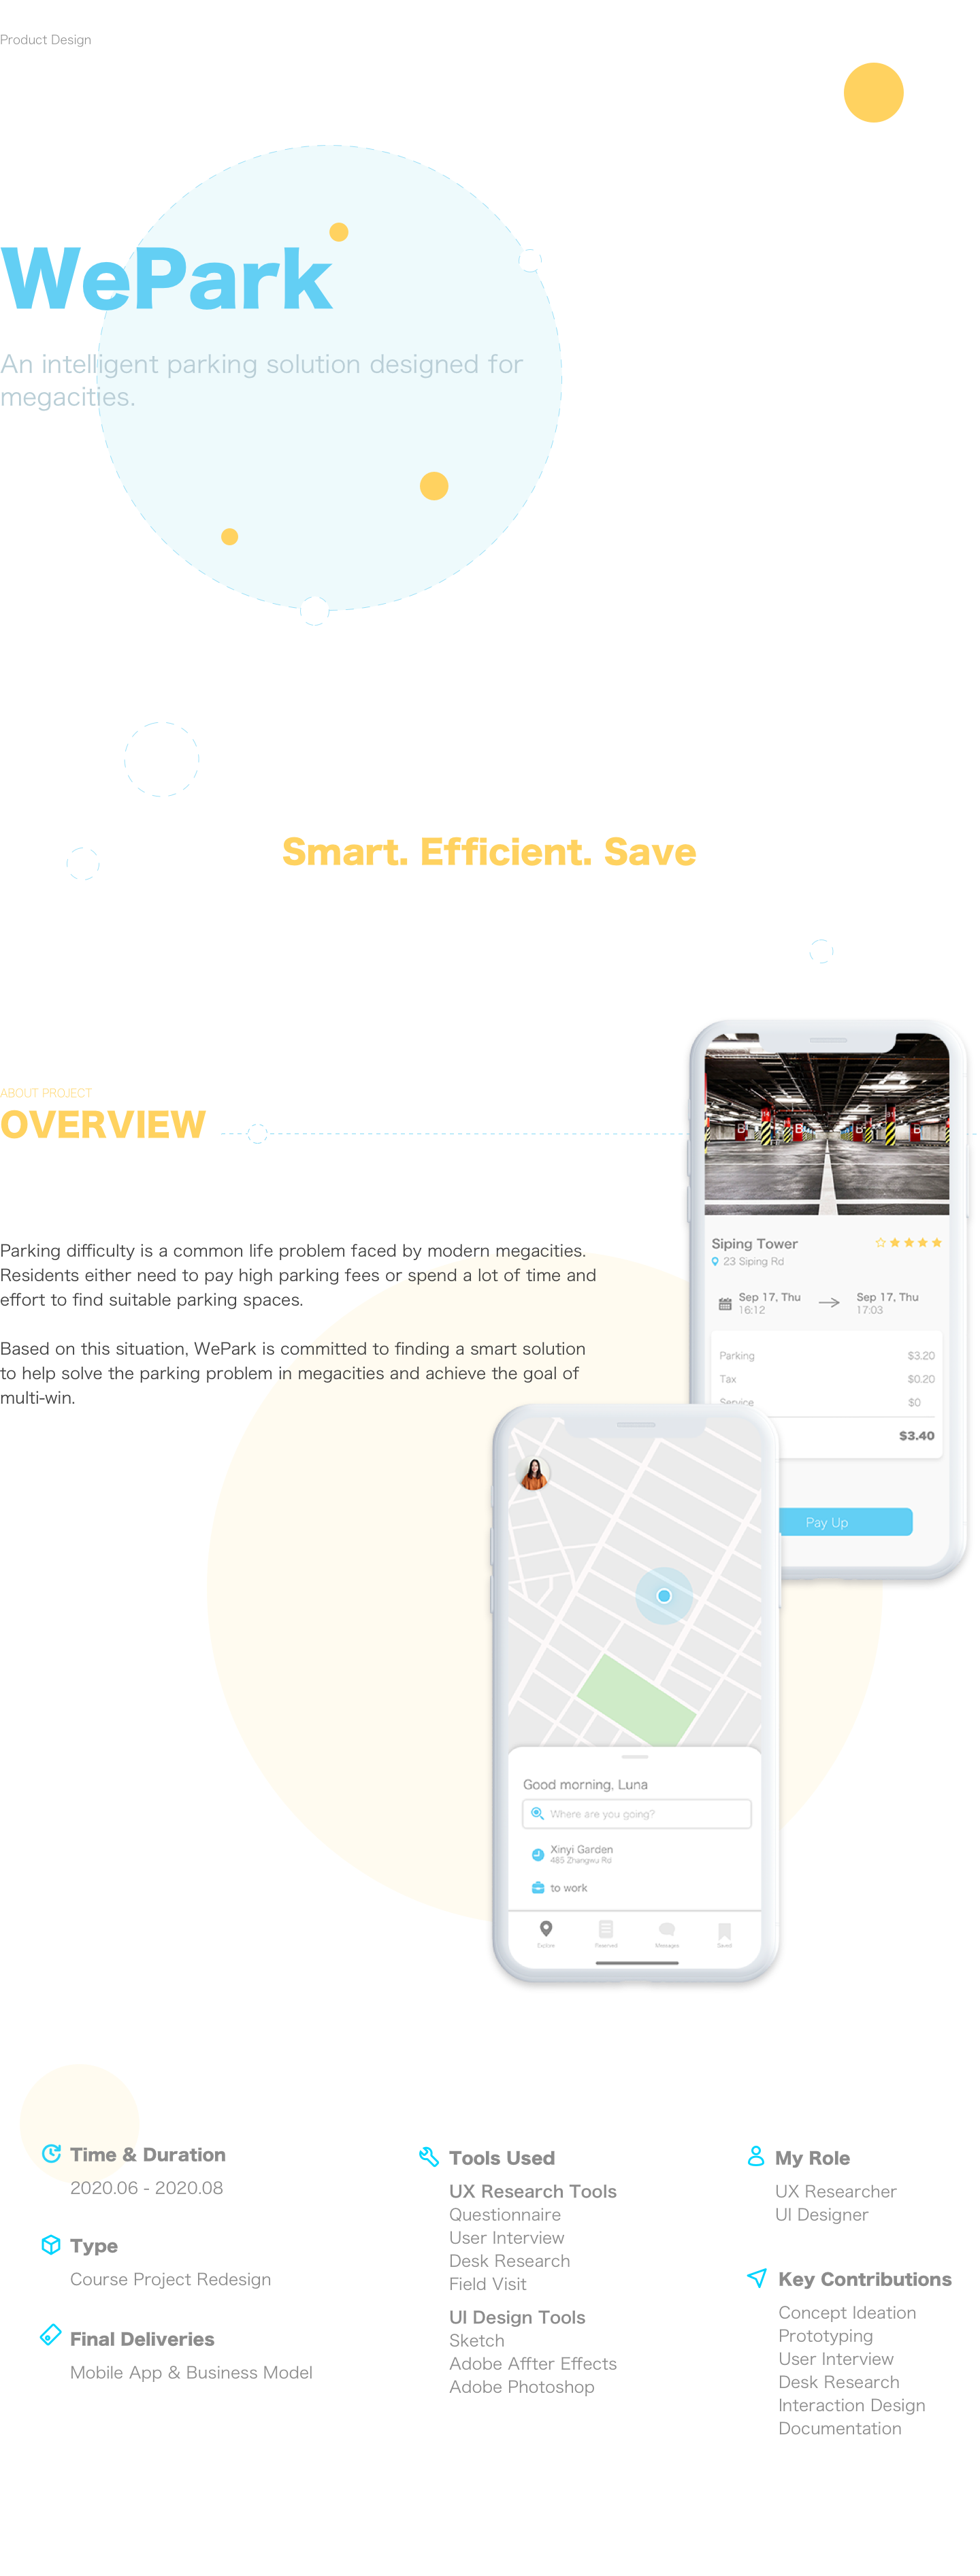 Product Design
WePark
An intelligent parking solution designed for
megacities.
Smart. Efficient. Save
ABOUT PROJECT
OVERVIEW
Parking difficulty is a common life problem faced by modern megacities.
Residents either need to pay high parking fees or spend a lot of time and
effort to find suitable parking spaces.
Based on this situation, WePark is committed to finding a smart solution
to help solve the parking problem in megacities and achieve the goal of
multi-win.
Siping Tower
23 Siping Rd
Sep 17, Thu
16:12
Sep 17, Thu
17:03
Parking $3.20
Tax $0.20
Service $0
$3.40
Pay Up
Good morning, Luna
Where are you going?
Xinyi Garden
485 Zhangwu Rd
to work
Explore Reserved Messages Saved
Time & Duration
2020.06 - 2020.08
Type
Course Project Redesign
Final Deliveries
Mobile App & Business Model
Tools Used
UX Research Tools
Questionnaire
User Interview
Desk Research
Field Visit
UI Design Tools
Sketch
Adobe Affter Effects
Adobe Photoshop
My Role
UX Researcher
UI Designer
Key Contributions
Concept Ideation
Prototyping
User Interview
Desk Research
Interaction Design
Documentation